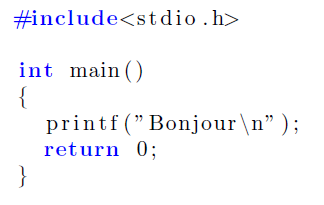 #include<stdio.h>
int main()
{
printf("Bonjour\n");
return 0;
}